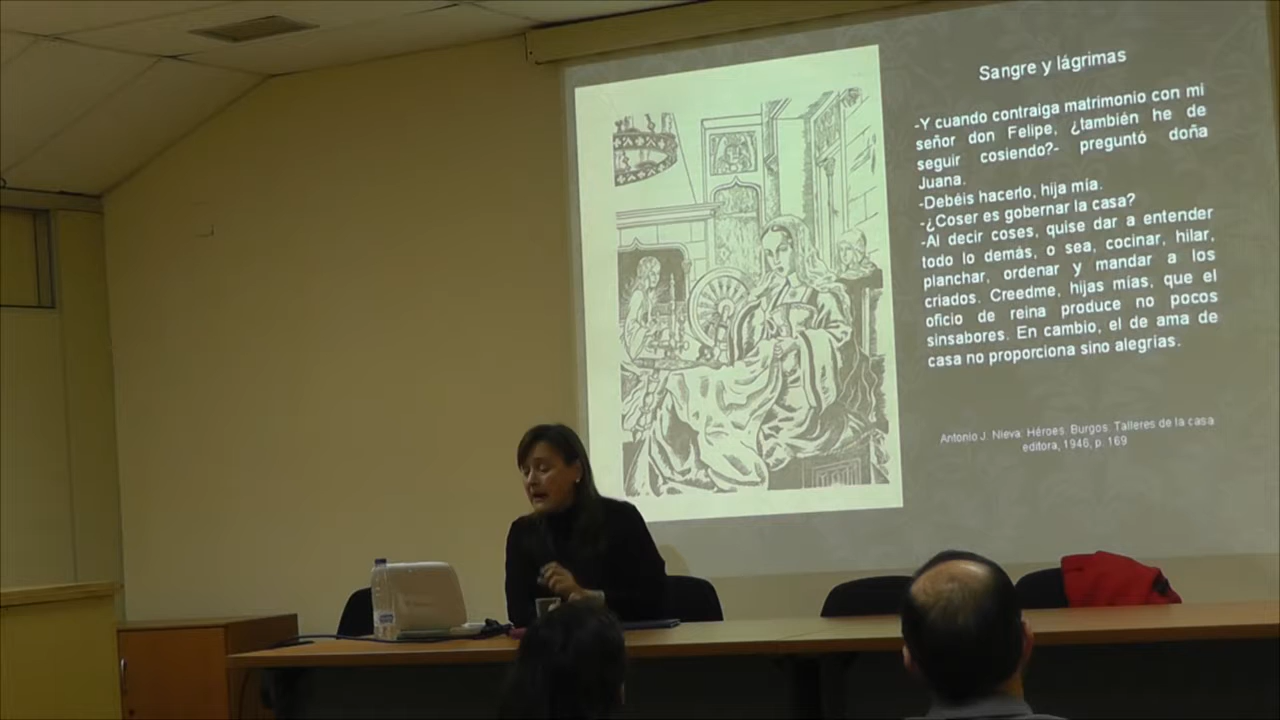 Sangre y lágrimas
-Y cuando contraiga matrimonio con mi
señor don Felipe, ¿también he de
seguir cosiendo?- preguntó doña
Juana.
-Debéis hacerlo, hija mía.
-¿Coser es gobernar la casa?
-Al decir coses, quise dar a entender
todo lo demás, o sea, cocinar, hilar,
planchar, ordenar y mandar a los
criados. Creedme, hijas mías, que el
oficio de reina produce no pocos
sinsabores. En cambio, el de ama de
casa no proporciona sino alegrías.
Antonio J. Nieva: Héroes. Burgos. Talleres de la casa
editora, 1946, p. 169